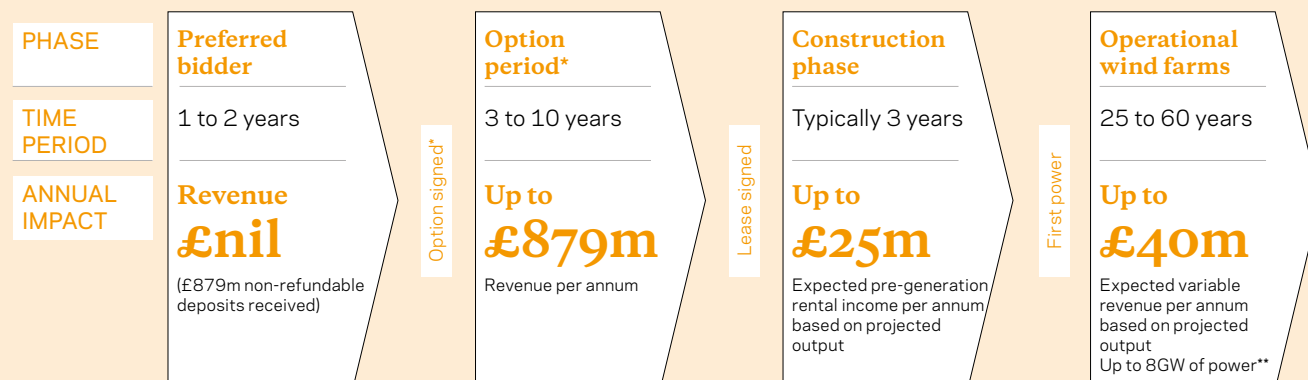 PHASE
Preferred
bidder
Option
period*
Construction
phase
Operational
wind farms
TIME
PERIOD
1 to 2 years
3 to 10 years
Typically 3 years
25 to 60 years
ANNUAL
IMPACT
Revenue
£nil
(£879m non-refundable
deposits received)
Option signed*
Up to
£879m
Revenue per annum
Lease signed
Up to
£25m
Expected pre-generation
rental income per annum
based on projected
output
First power
Up to
£40m
Expected variable
revenue per annum
based on projected
output
Up to 8GW of power**